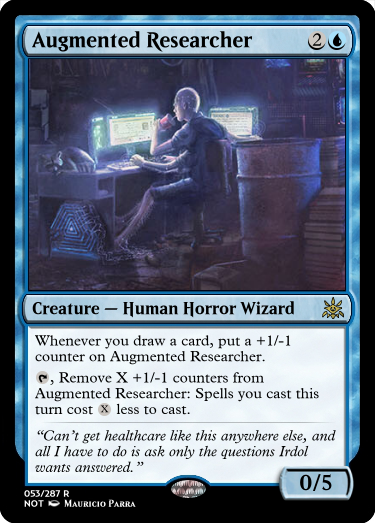 Augmented Researcher 2
Creature — Human Horror Wizard
Whenever you draw a card, put a +1/-1
counter on Augmented Researcher.
, Remove X +1/-1 counters from
Augmented Researcher: Spells you cast this
turn cost X less to cast.
“Can't get healthcare like this anywhere else, and
all I have to do is ask only the questions Irdol
wants answered.”
0/5
053/287 R
NOT Mauricio Parra